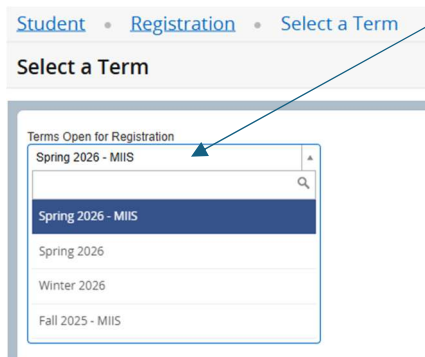 Student • Registration • Select a Term
Select a Term
Terms Open for Registration
Spring 2026 - MIIS
Spring 2026 - MIIS
Spring 2026
Winter 2026
Fall 2025 - MIIS